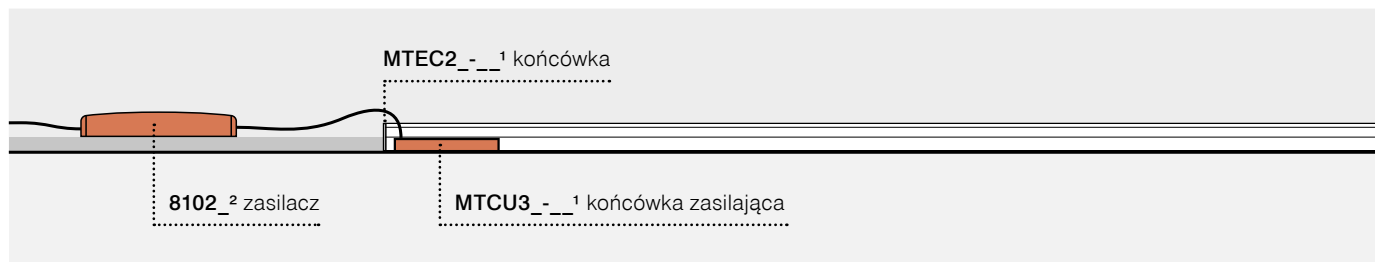 MTEC2_-__¹ końcówka
8102_² zasilacz
MTCU3_-__¹ końcówka zasilająca